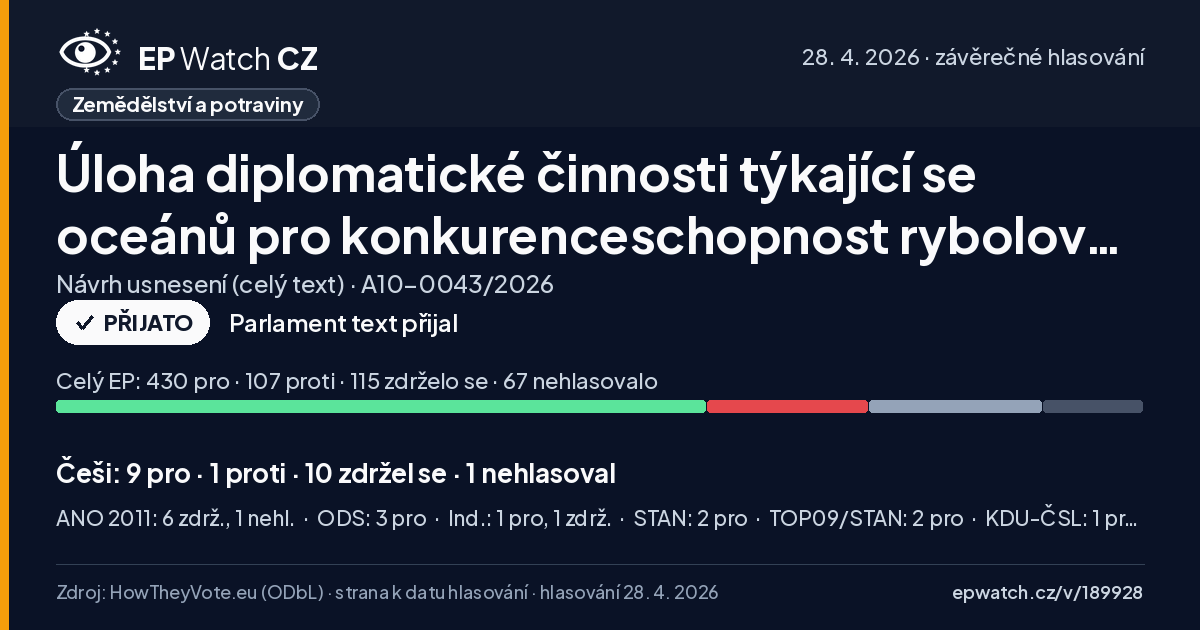 EP Watch CZ
28. 4. 2026 · závěrečné hlasování
Zemědělství a potraviny
Úloha diplomatické činnosti týkající se
oceánů pro konkurenceschopnost rybolov…
Návrh usnesení (celý text) · A10–0043/2026
✓ PŘIJATO
Parlament text přijal
Celý EP: 430 pro · 107 proti · 115 zdrželo se · 67 nehlasovalo
Češi: 9 pro · 1 proti · 10 zdržel se · 1 nehlasoval
ANO 2011: 6 zdrž., 1 nehl. · ODS: 3 pro · Ind.: 1 pro, 1 zdrž. · STAN: 2 pro · TOP09/STAN: 2 pro · KDU-ČSL: 1 pr…
Zdroj: HowTheyVote.eu (ODbL) · strana k datu hlasování · hlasování 28. 4. 2026
epwatch.cz/v/189928